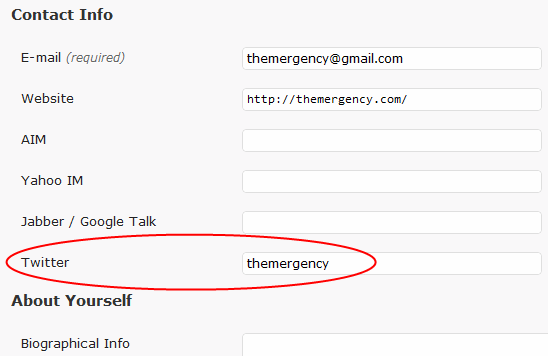 Contact Info
E-mail (required) themergency@gmail.com
Website http://themergency.com/
AIM
Yahoo IM
Jabber / Google Talk
Twitter themergency
About Yourself
Biographical Info